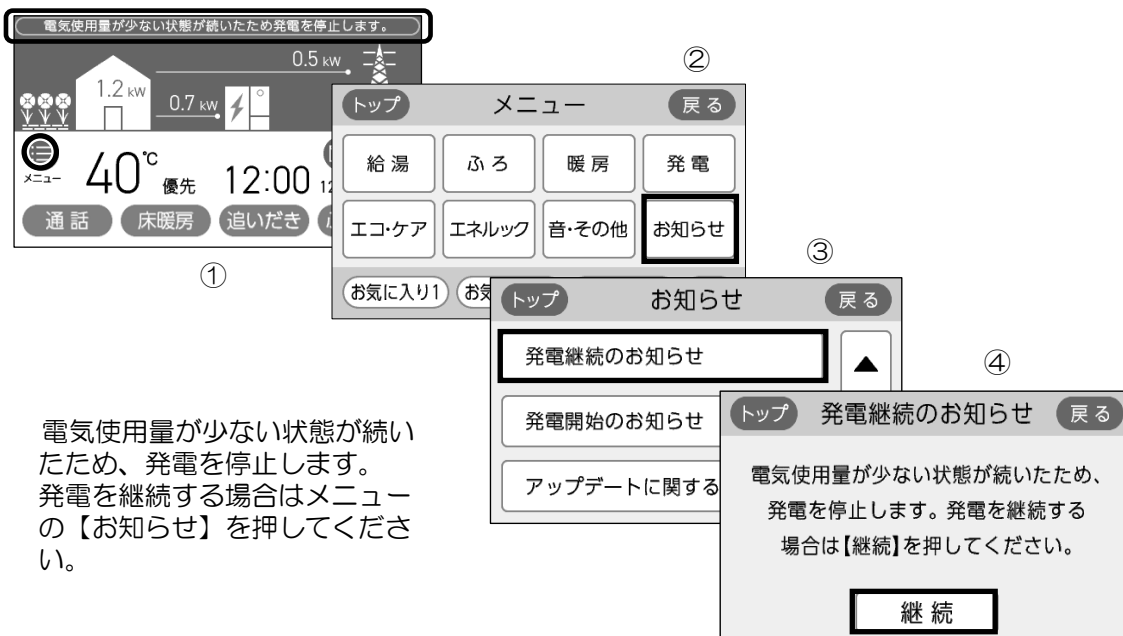 電気使用量が少ない状態が続いたため発電を停止します。
0.5 kW
1.2 kW
0.7 kW
メニュー
40℃
優先
12:00
通話
床暖房
追いだき
①
②
トップ
メニュー
戻る
給湯
ふろ
暖房
発電
エコ・ケア
エネルック
音・その他
お知らせ
お気に入り1
③
トップ
お知らせ
戻る
発電継続のお知らせ
▲
発電開始のお知らせ
アップデートに関する
④
トップ
発電継続のお知らせ
戻る
電気使用量が少ない状態が続いたため、
発電を停止します。発電を継続する
場合は【継続】を押してください。
継続
電気使用量が少ない状態が続い
たため、発電を停止します。
発電を継続する場合はメニュー
の【お知らせ】を押してくださ
い。